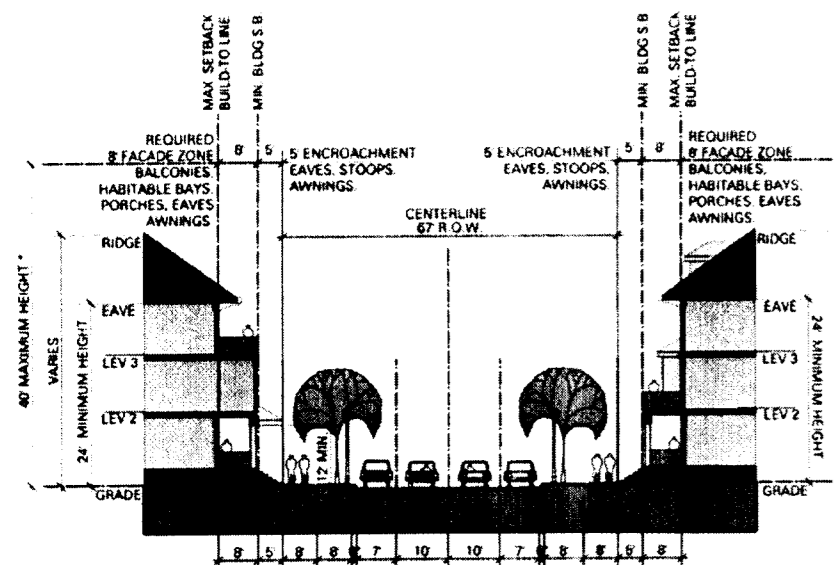 MAX. SETBACK
BUILD-TO LINE
MIN. BLDG S.B.
MIN. BLDG S.B.
MAX. SETBACK
BUILD-TO LINE
REQUIRED
8' FACADE ZONE
BALCONIES,
HABITABLE BAYS,
PORCHES, EAVES
AWNINGS.
8'
5'
5' ENCROACHMENT
EAVES, STOOPS,
AWNINGS.
5' ENCROACHMENT
EAVES, STOOPS,
AWNINGS.
5'
8'
REQUIRED
8' FACADE ZONE
BALCONIES,
HABITABLE BAYS,
PORCHES, EAVES
AWNINGS.
CENTERLINE
67' R.O.W.
RIDGE
EAVE
LEV 3
LEV 2
GRADE
40' MAXIMUM HEIGHT *
VARIES
24' MINIMUM HEIGHT
12' MIN.
RIDGE
EAVE
LEV 3
LEV 2
GRADE
24' MINIMUM HEIGHT
8' 5' 8' 8' 7' 10' 10' 7' 8' 8' 5' 8'